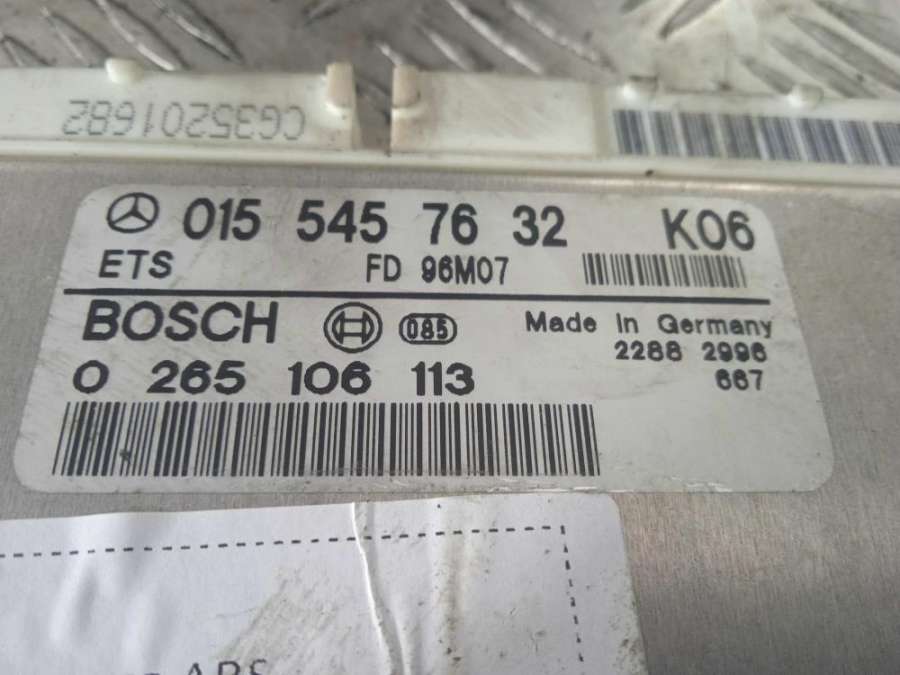 CG35201682
015 545 76 32 K06
ETS FD 96M07
BOSCH 085 Made in Germany
2288 2996
0 265 106 113 667
ABS